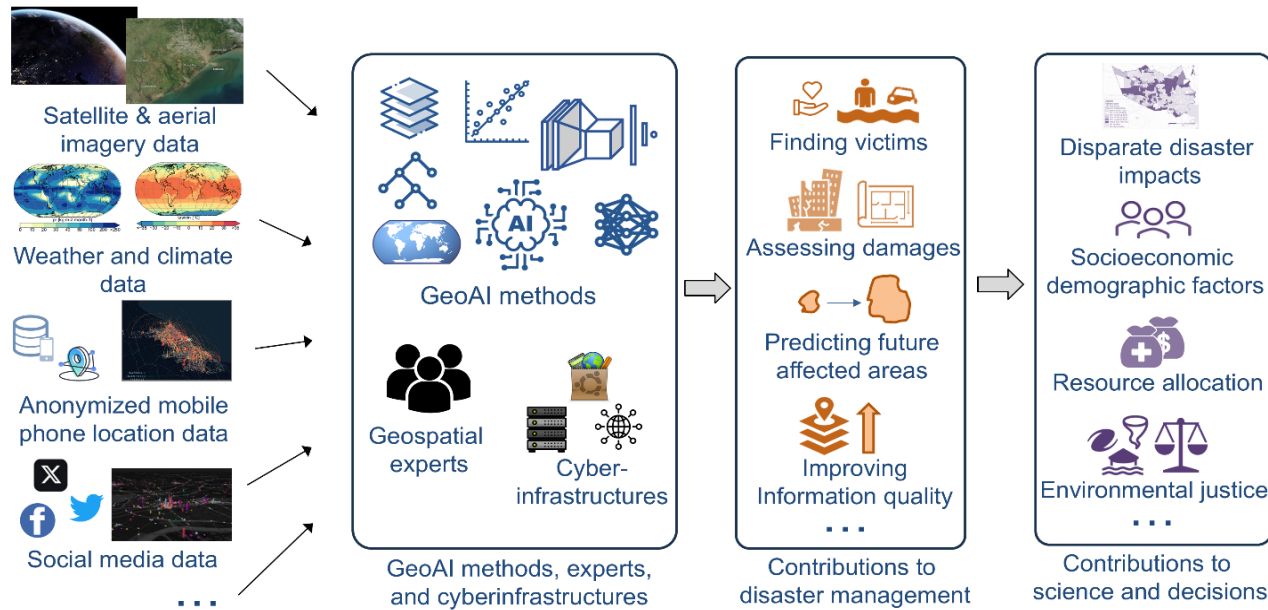 Satellite & aerial
imagery data
Weather and climate
data
Anonymized mobile
phone location data
X
f
Social media data
...
AI
GeoAI methods
Geospatial
experts
Cyber-
infrastructures
GeoAI methods, experts,
and cyberinfrastructures
Finding victims
Assessing damages
Predicting future
affected areas
Improving
Information quality
...
Contributions to
disaster management
Disparate disaster
impacts
Socioeconomic
demographic factors
$
Resource allocation
Environmental justice
...
Contributions to
science and decisions